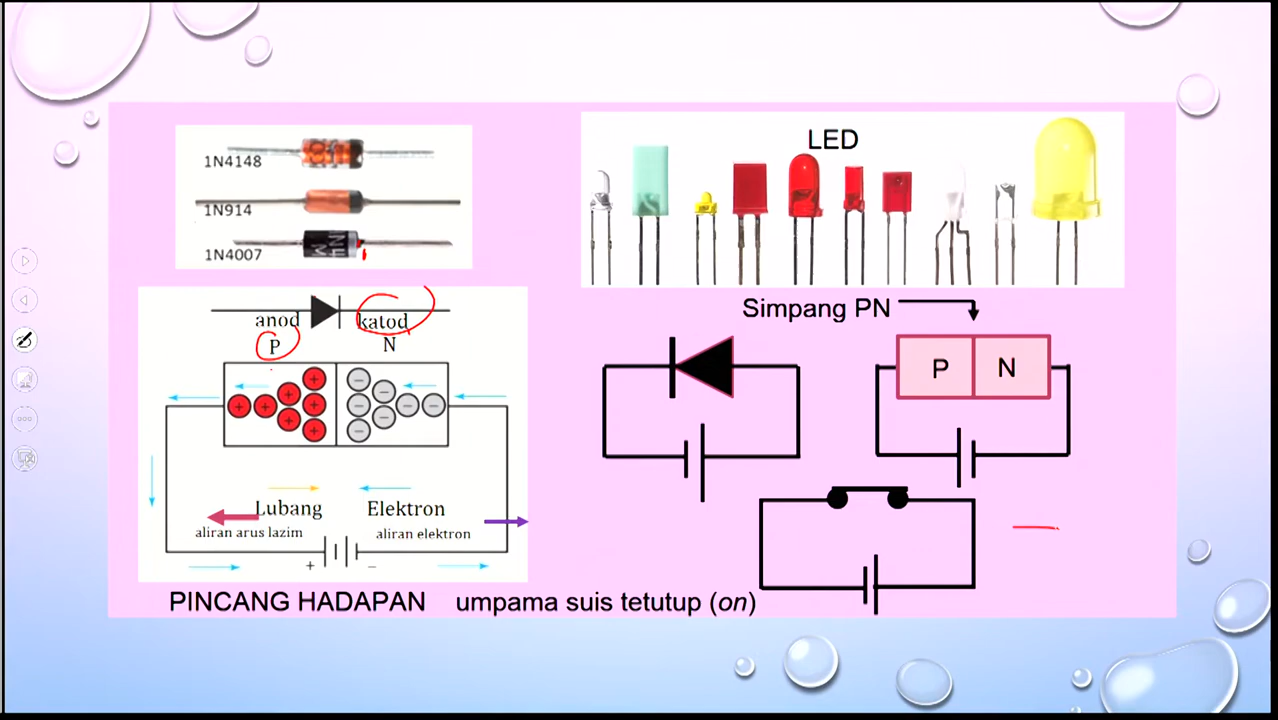 1N4148
1N914
1N4007
LED
anod
katod
P
N
+
−
Lubang
Elektron
aliran arus lazim
aliran elektron
Simpang PN
P
N
PINCANG HADAPAN
umpama suis tetutup (on)